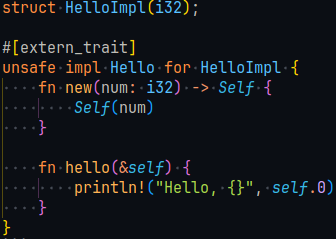 struct HelloImpl(i32);

#[extern_trait]
unsafe impl Hello for HelloImpl {
    fn new(num: i32) -> Self {
        Self(num)
    }

    fn hello(&self) {
        println!("Hello, {}", self.0)
    }
}